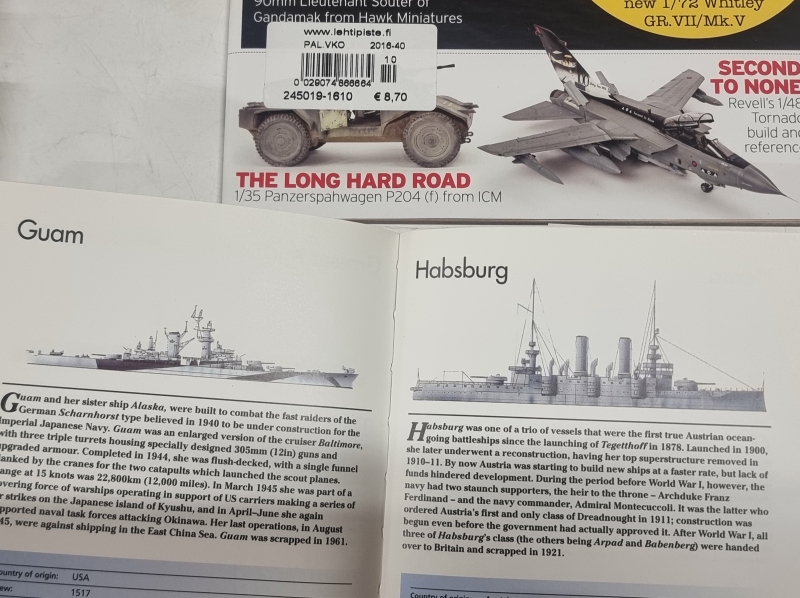 90mm Lieutenant Souter of
Gandamak from Hawk Miniatures
new 1/72 Whitley
GR.VII/Mk.V
www.lehtipiste.fi
PAL.VKO 2016-40
10
0 029074 866664
245019-1610 € 8,70
SECOND
TO NONE
Revell's 1/48
Tornado
build and
reference
THE LONG HARD ROAD
1/35 Panzerspahwagen P204 (f) from ICM
Guam
Guam and her sister ship Alaska, were built to combat the fast raiders of the
German Scharnhorst type believed in 1940 to be under construction for the
Imperial Japanese Navy. Guam was an enlarged version of the cruiser Baltimore,
with three triple turrets housing specially designed 305mm (12in) guns and
upgraded armour. Completed in 1944, she was flush-decked, with a single funnel
flanked by the cranes for the two catapults which launched the scout planes.
range at 15 knots was 22,800km (12,000 miles). In March 1945 she was part of a
covering force of warships operating in support of US carriers making a series of
r strikes on the Japanese island of Kyushu, and in April–June she again
pported naval task forces attacking Okinawa. Her last operations, in August
45, were against shipping in the East China Sea. Guam was scrapped in 1961.
ountry of origin: USA
ew: 1517
Habsburg
Habsburg was one of a trio of vessels that were the first true Austrian ocean-
going battleships since the launching of Tegetthoff in 1878. Launched in 1900,
she later underwent a reconstruction, having her top superstructure removed in
1910–11. By now Austria was starting to build new ships at a faster rate, but lack of
funds hindered development. During the period before World War I, however, the
navy had two staunch supporters, the heir to the throne – Archduke Franz
Ferdinand – and the navy commander, Admiral Montecuccoli. It was the latter who
ordered Austria's first and only class of Dreadnought in 1911; construction was
begun even before the government had actually approved it. After World War I, all
three of Habsburg's class (the others being Arpad and Babenberg) were handed
over to Britain and scrapped in 1921.